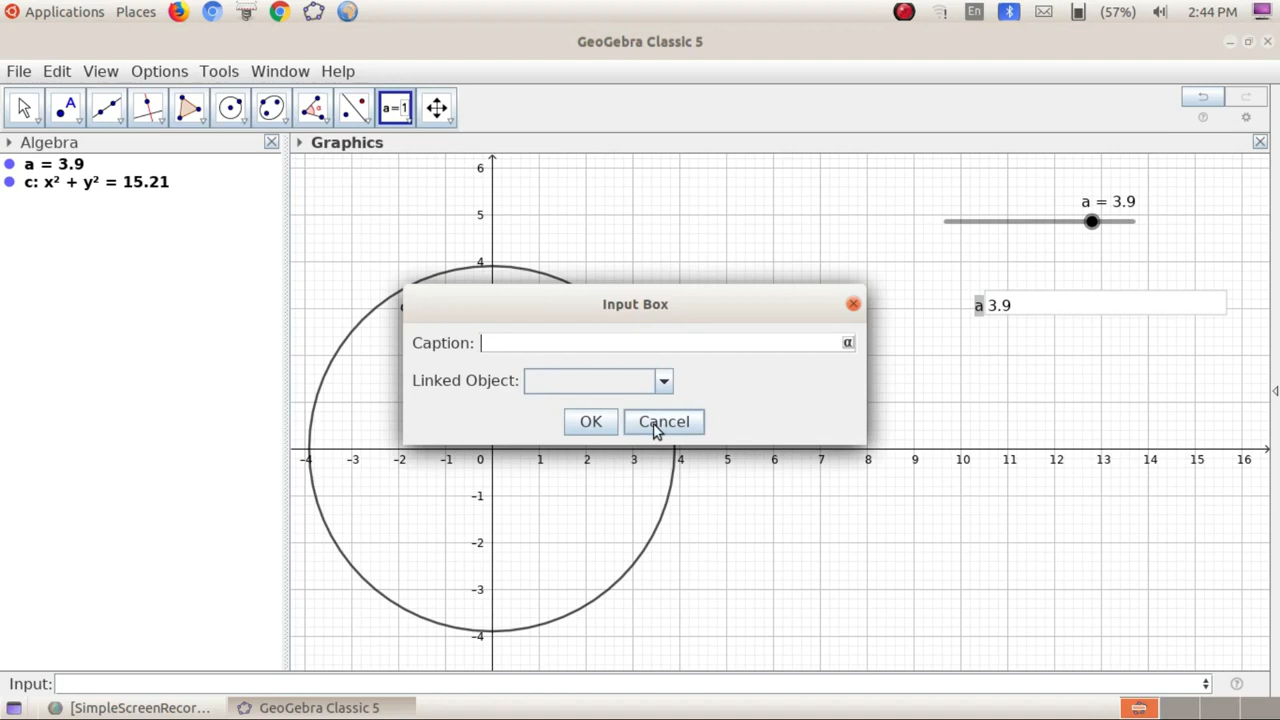 Applications Places En (57%) 2:44 PM
GeoGebra Classic 5
File Edit View Options Tools Window Help
A a=1
Algebra Graphics
a = 3.9
c: x² + y² = 15.21
a = 3.9
a 3.9
Input Box
Caption: α
Linked Object:
OK Cancel
6
5
4
-4 -3 -2 -1 0 1 2 3 4 5 6 7 8 9 10 11 12 13 14 15 16
-1
-2
-3
-4
Input:
[SimpleScreenRecor... GeoGebra Classic 5